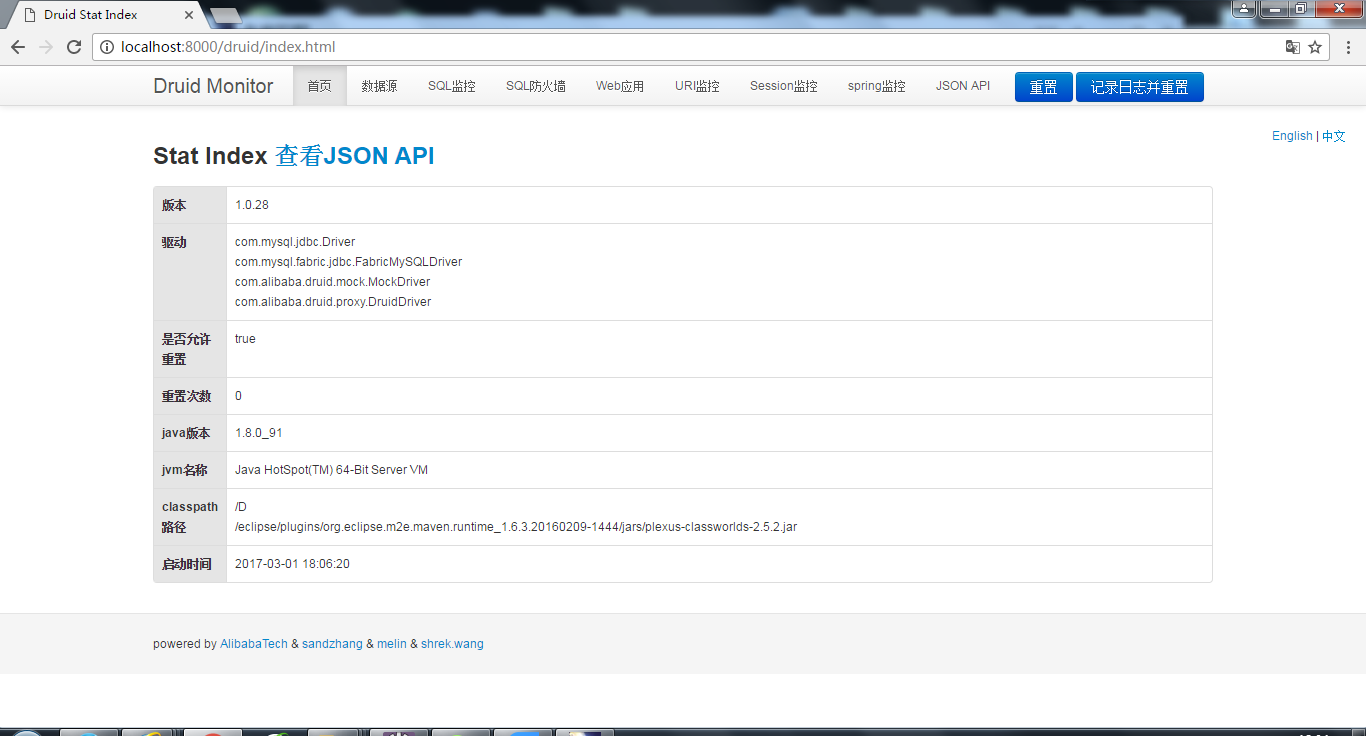 Druid Stat Index
localhost:8000/druid/index.html
Druid Monitor 首页 数据源 SQL监控 SQL防火墙 Web应用 URI监控 Session监控 spring监控 JSON API 重置 记录日志并重置
English | 中文
Stat Index 查看JSON API
版本 1.0.28
驱动 com.mysql.jdbc.Driver
com.mysql.fabric.jdbc.FabricMySQLDriver
com.alibaba.druid.mock.MockDriver
com.alibaba.druid.proxy.DruidDriver
是否允许 true
重置
重置次数 0
java版本 1.8.0_91
jvm名称 Java HotSpot(TM) 64-Bit Server VM
classpath /D
路径 /eclipse/plugins/org.eclipse.m2e.maven.runtime_1.6.3.20160209-1444/jars/plexus-classworlds-2.5.2.jar
启动时间 2017-03-01 18:06:20
powered by AlibabaTech & sandzhang & melin & shrek.wang